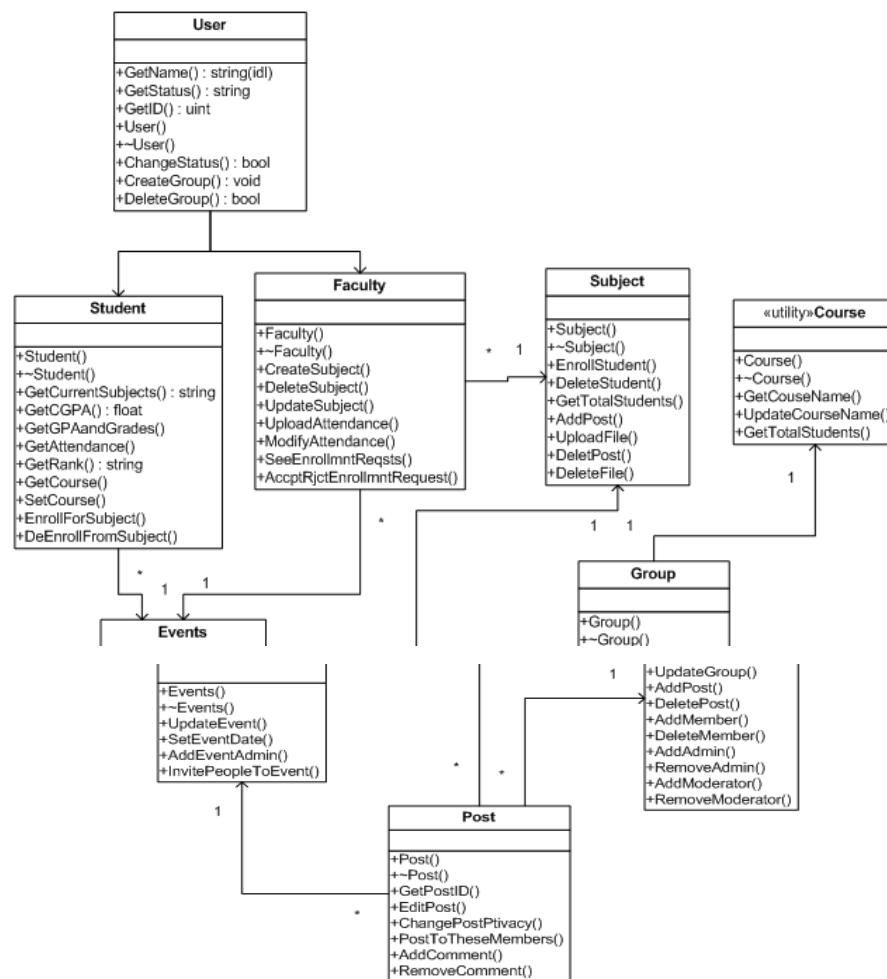 User
+GetName() : string(idl)
+GetStatus() : string
+GetID() : uint
+User()
+~User()
+ChangeStatus() : bool
+CreateGroup() : void
+DeleteGroup() : bool
Student
+Student()
+~Student()
+GetCurrentSubjects() : string
+GetCGPA() : float
+GetGPAandGrades()
+GetAttendance()
+GetRank() : string
+GetCourse()
+SetCourse()
+EnrollForSubject()
+DeEnrollFromSubject()
Faculty
+Faculty()
+~Faculty()
+CreateSubject()
+DeleteSubject()
+UpdateSubject()
+UploadAttendance()
+ModifyAttendance()
+SeeEnrollmntReqsts()
+AccptRjctEnrollmntRequest()
* 1
Subject
+Subject()
+~Subject()
+EnrollStudent()
+DeleteStudent()
+GetTotalStudents()
+AddPost()
+UploadFile()
+DeletPost()
+DeleteFile()
«utility»Course
+Course()
+~Course()
+GetCouseName()
+UpdateCourseName()
+GetTotalStudents()
1
*
1 1
* 1 1
Group
+Group()
+~Group()
Events
+Events()
+~Events()
+UpdateEvent()
+SetEventDate()
+AddEventAdmin()
+InvitePeopleToEvent()
1
+UpdateGroup()
+AddPost()
+DeletePost()
+AddMember()
+DeleteMember()
+AddAdmin()
+RemoveAdmin()
+AddModerator()
+RemoveModerator()
* *
1
*
Post
+Post()
+~Post()
+GetPostID()
+EditPost()
+ChangePostPtivacy()
+PostToTheseMembers()
+AddComment()
+RemoveComment()